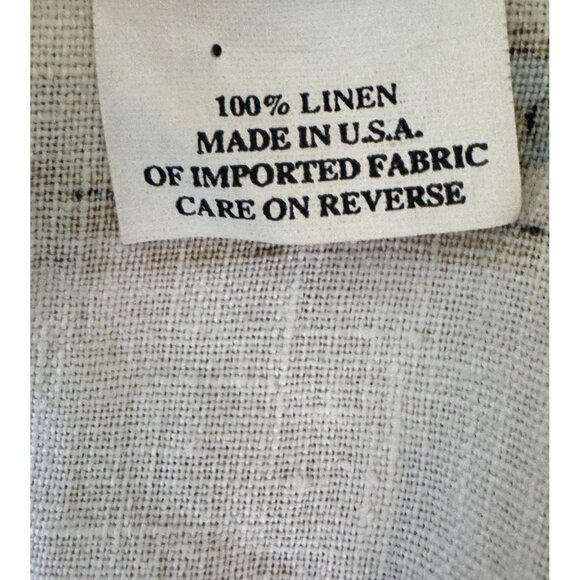 100% LINEN
MADE IN U.S.A.
OF IMPORTED FABRIC
CARE ON REVERSE